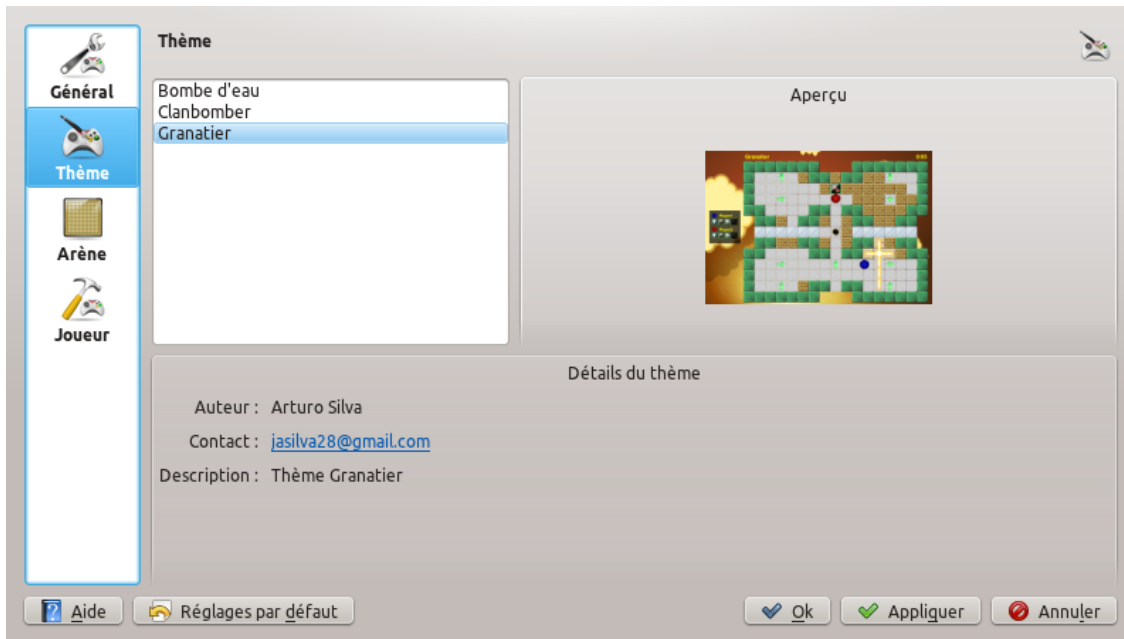 Thème
Général
Thème
Arène
Joueur
Bombe d'eau
Clanbomber
Granatier
Aperçu
Granatier
Détails du thème
Auteur : Arturo Silva
Contact : jasilva28@gmail.com
Description : Thème Granatier
Aide
Réglages par défaut
Ok
Appliquer
Annuler